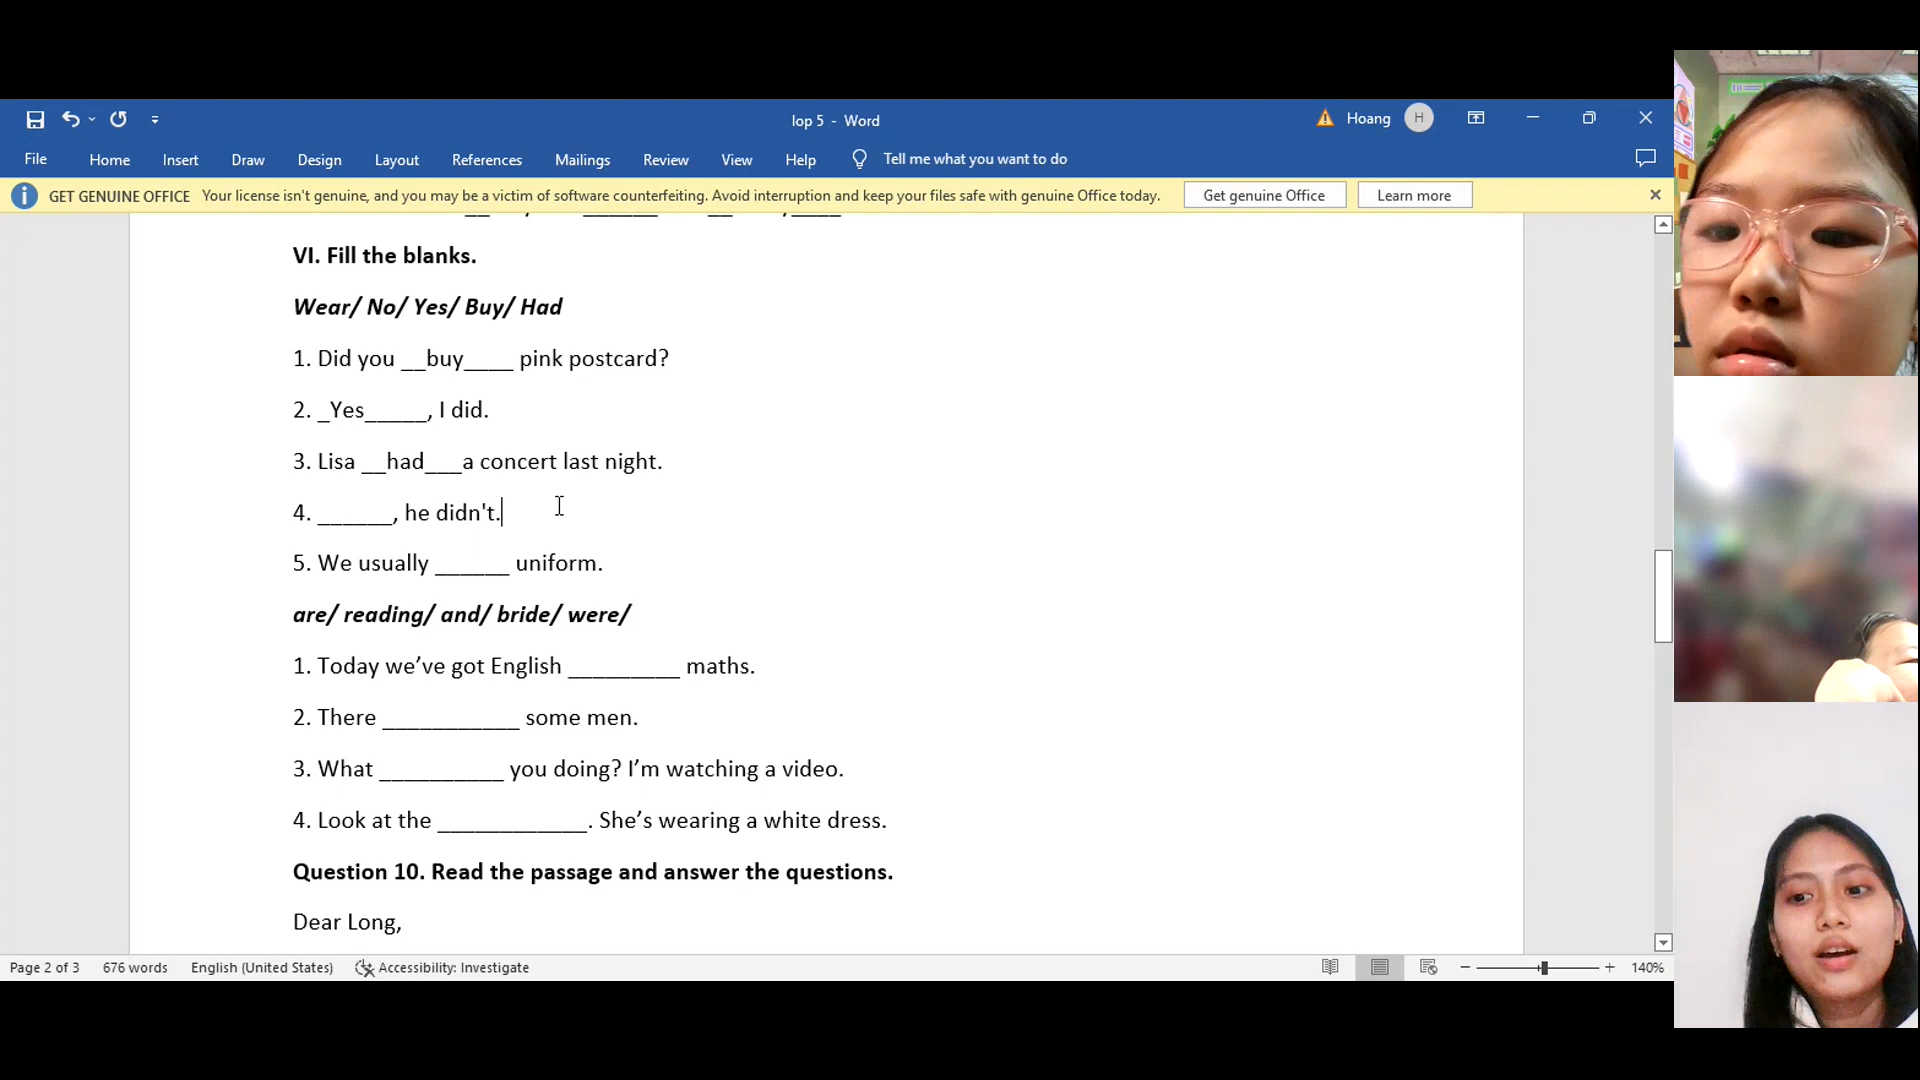 lop 5 - Word
Hoang
H
File Home Insert Draw Design Layout References Mailings Review View Help Tell me what you want to do
GET GENUINE OFFICE Your license isn't genuine, and you may be a victim of software counterfeiting. Avoid interruption and keep your files safe with genuine Office today. Get genuine Office Learn more
VI. Fill the blanks.
Wear/ No/ Yes/ Buy/ Had
1. Did you __buy____ pink postcard?
2. _Yes_____, I did.
3. Lisa __had___a concert last night.
4. ______, he didn't.
5. We usually ______ uniform.
are/ reading/ and/ bride/ were/
1. Today we’ve got English _________ maths.
2. There ___________ some men.
3. What __________ you doing? I’m watching a video.
4. Look at the ____________. She’s wearing a white dress.
Question 10. Read the passage and answer the questions.
Dear Long,
Page 2 of 3 676 words English (United States) Accessibility: Investigate 140%